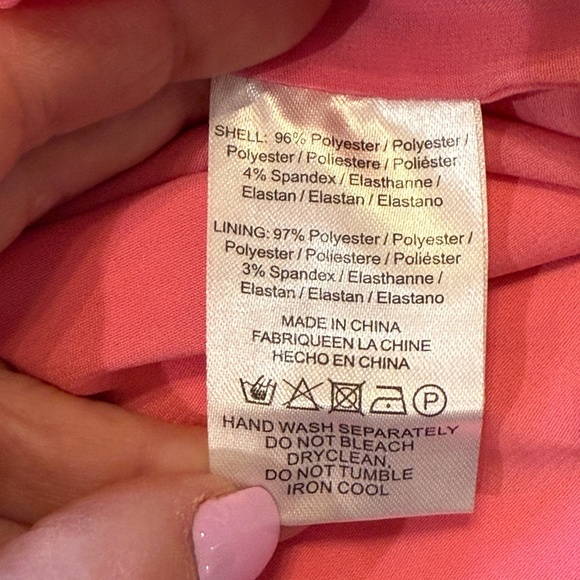 SHELL: 96% Polyester / Polyester /
Polyester / Poliestere / Poliéster
4% Spandex / Elasthanne /
Elastan / Elastan / Elastano
LINING: 97% Polyester / Polyester /
Polyester / Poliestere / Poliéster
3% Spandex / Elasthanne /
Elastan / Elastan / Elastano
MADE IN CHINA
FABRIQUEEN LA CHINE
HECHO EN CHINA
P
HAND WASH SEPARATELY
DO NOT BLEACH
DRYCLEAN,
DO NOT TUMBLE
IRON COOL